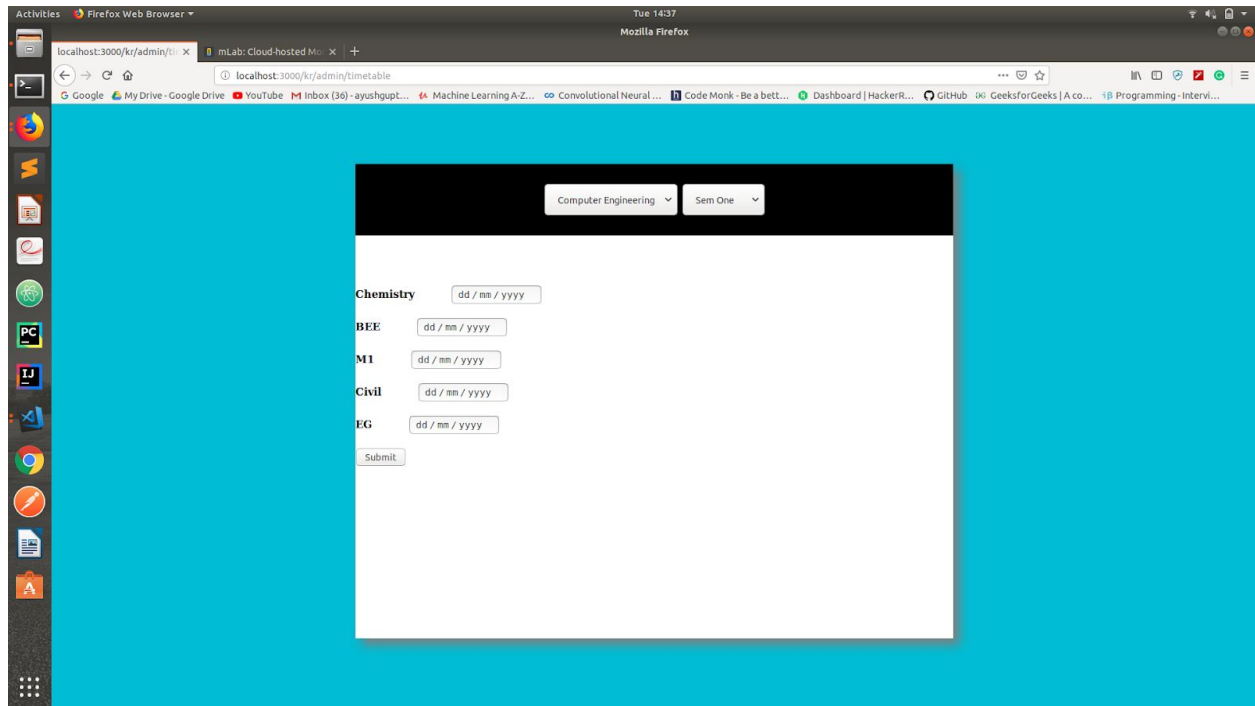 Activities Firefox Web Browser Tue 14:37
Mozilla Firefox
localhost:3000/kr/admin/ti mLab: Cloud-hosted Mo
localhost:3000/kr/admin/timetable
Google My Drive - Google Drive YouTube Inbox (36) - ayushgupt... Machine Learning A-Z... Convolutional Neural ... Code Monk - Be a bett... Dashboard | HackerR... GitHub GeeksforGeeks | A co... Programming - Intervi...
Computer Engineering Sem One
Chemistry dd / mm / yyyy
BEE dd / mm / yyyy
M1 dd / mm / yyyy
Civil dd / mm / yyyy
EG dd / mm / yyyy
Submit